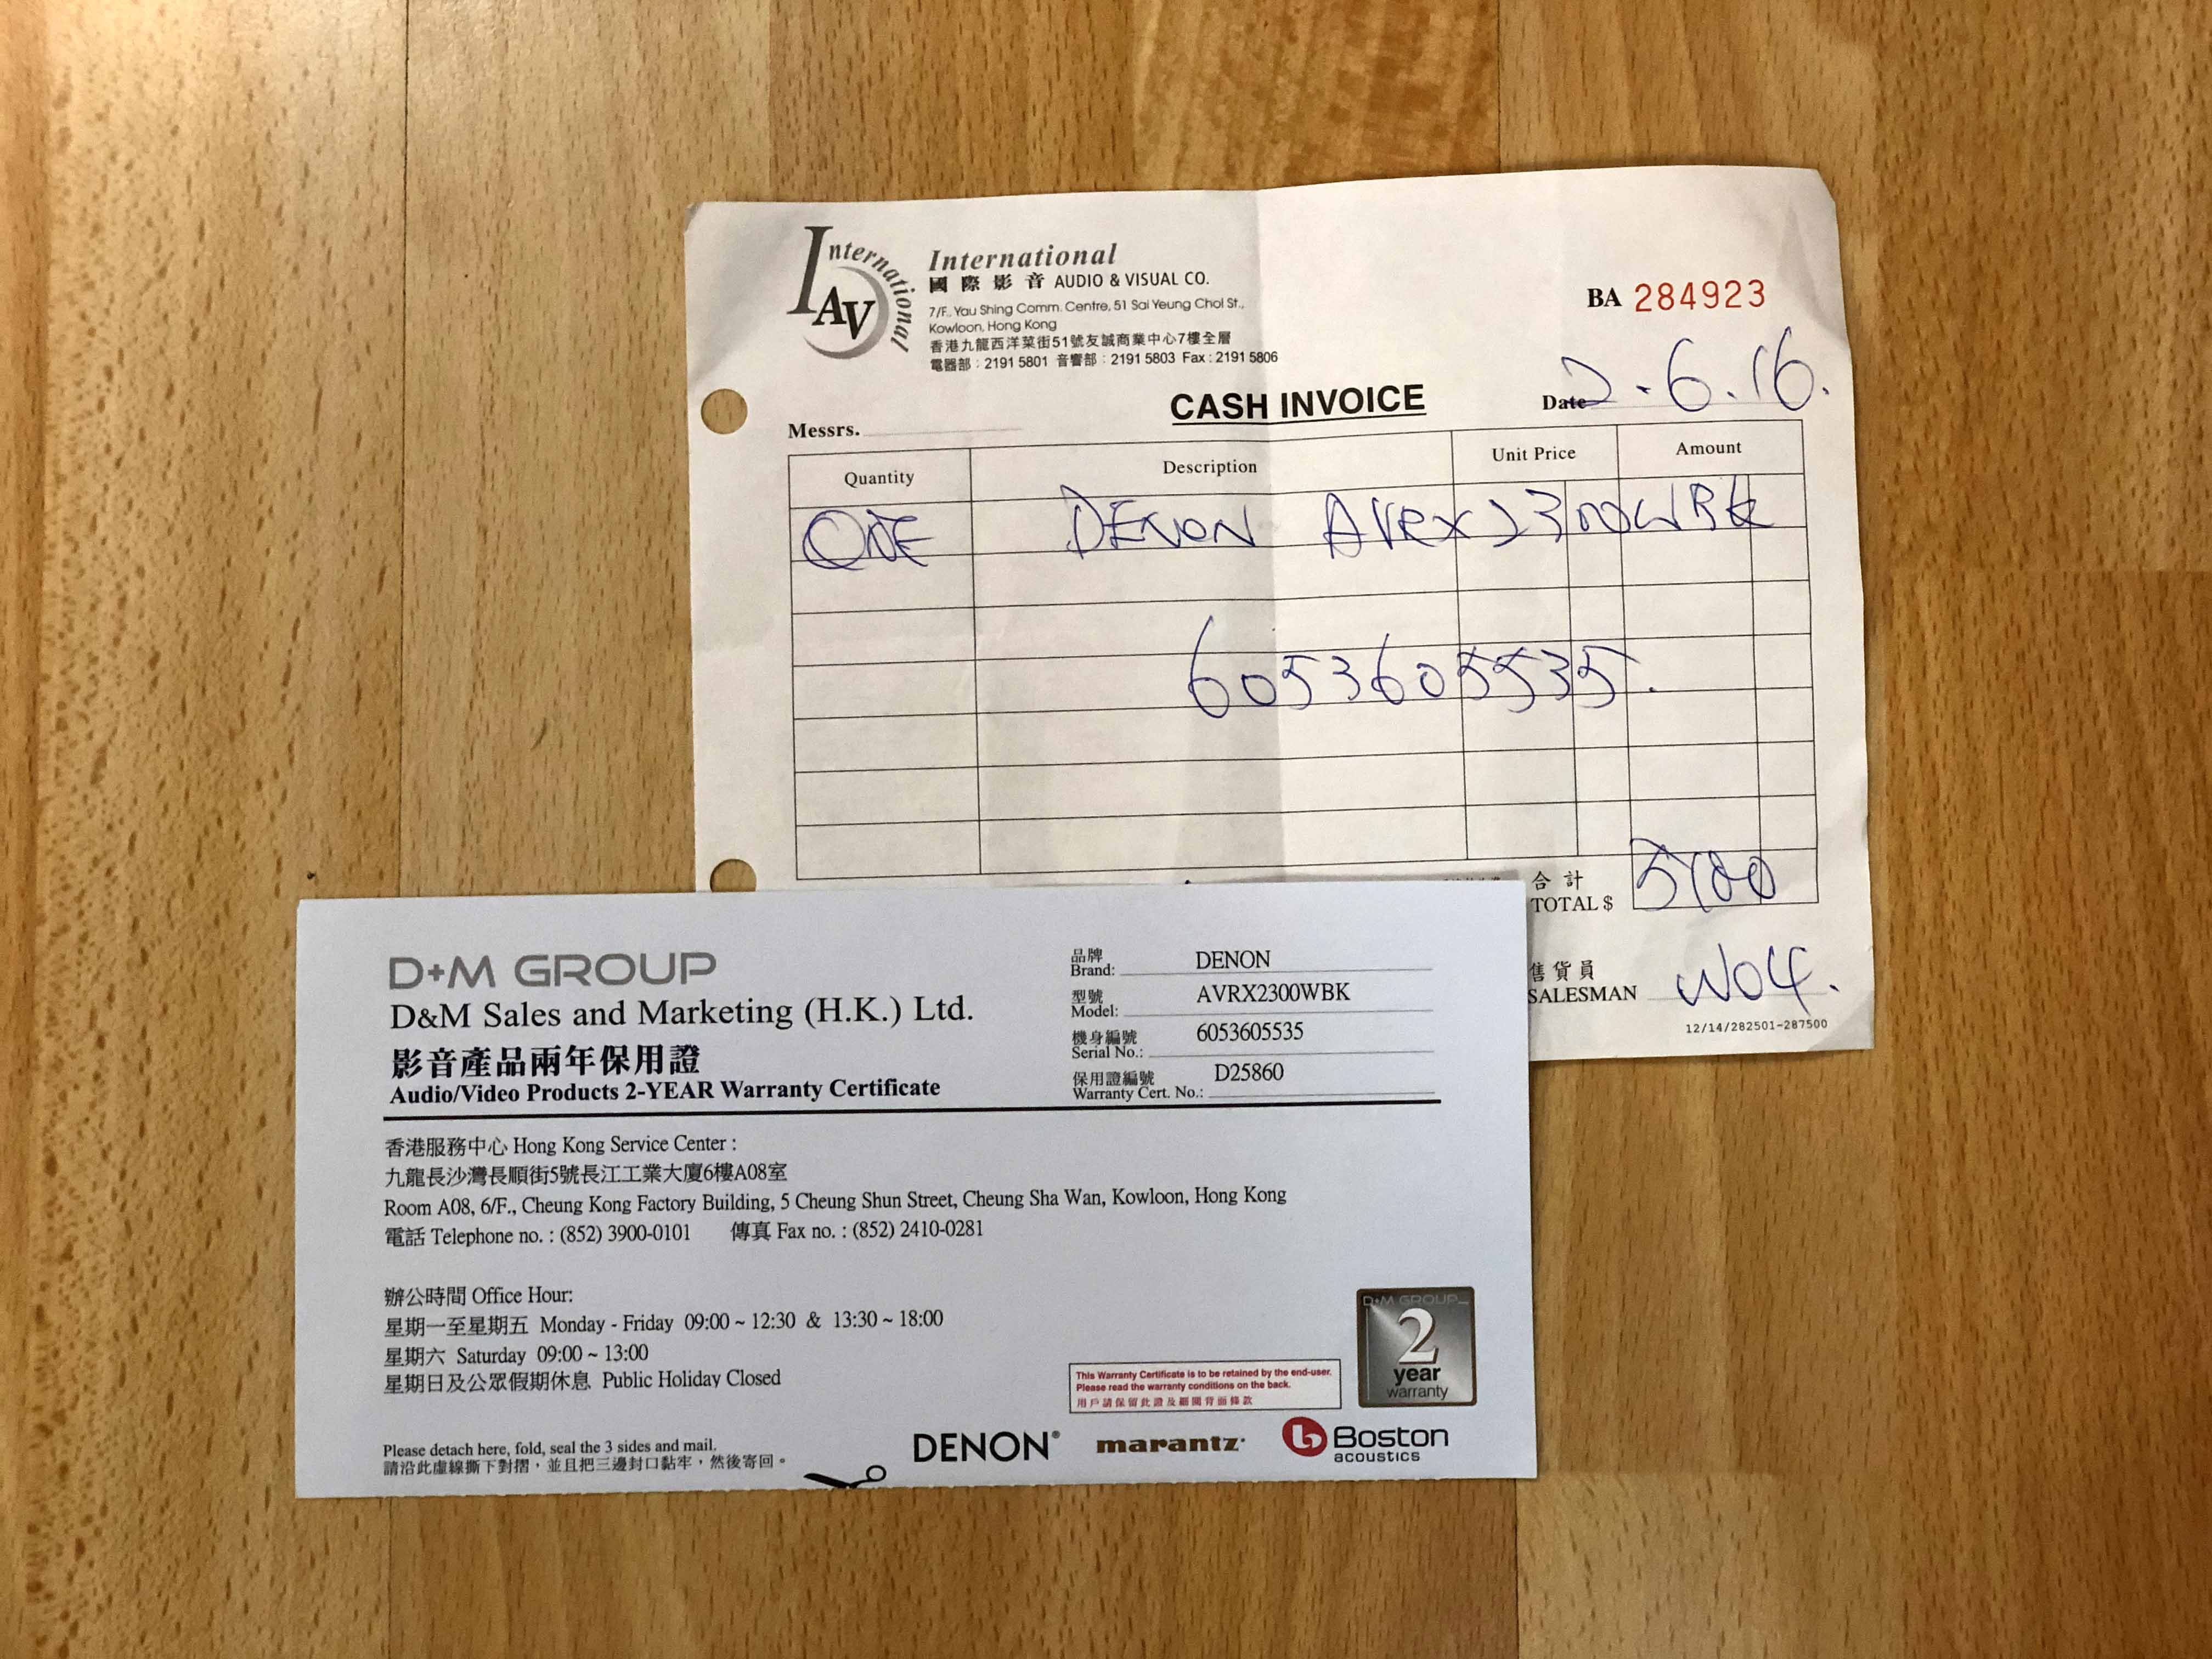 International
AV
International
國際影音 AUDIO & VISUAL CO.
7/F., Yau Shing Comm. Centre, 51 Sai Yeung Choi St.,
Kowloon, Hong Kong
香港九龍西洋菜街51號友誠商業中心7樓全層
電器部：2191 5801 音響部：2191 5803 Fax : 2191 5806
BA 284923
CASH INVOICE
Date 2.6.16.
Messrs.
Quantity Description Unit Price Amount
ONE DENON AVRX2300WBK
6053605535.
合計
TOTAL $ 5100
售貨員
SALESMAN
12/14/282501-287500
D+M GROUP
D&M Sales and Marketing (H.K.) Ltd.
影音產品兩年保用證
Audio/Video Products 2-YEAR Warranty Certificate
品牌
Brand: DENON
型號
Model: AVRX2300WBK
機身編號
Serial No.: 6053605535
保用證編號
Warranty Cert. No.: D25860
香港服務中心 Hong Kong Service Center :
九龍長沙灣長順街5號長江工業大廈6樓A08室
Room A08, 6/F., Cheung Kong Factory Building, 5 Cheung Shun Street, Cheung Sha Wan, Kowloon, Hong Kong
電話 Telephone no. : (852) 3900-0101 傳真 Fax no. : (852) 2410-0281
辦公時間 Office Hour:
星期一至星期五 Monday - Friday 09:00 ~ 12:30 & 13:30 ~ 18:00
星期六 Saturday 09:00 ~ 13:00
星期日及公眾假期休息 Public Holiday Closed
This Warranty Certificate is to be retained by the end-user.
Please read the warranty conditions on the back.
用戶請保留此證及細閱背面條款
D+M GROUP
2
year
warranty
Please detach here, fold, seal the 3 sides and mail.
請沿此虛線撕下對摺，並且把三邊封口黏牢，然後寄回。
DENON®
marantz
Boston
acoustics